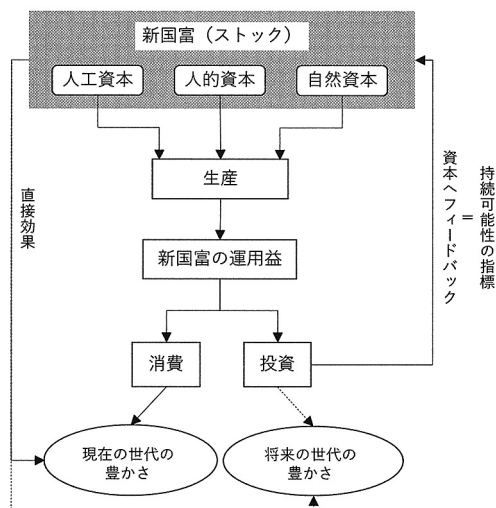 新国富（ストック）
人工資本
人的資本
自然資本
生産
新国富の運用益
消費
投資
現在の世代の
豊かさ
将来の世代の
豊かさ
直接効果
資本へフィードバック
＝
持続可能性の指標